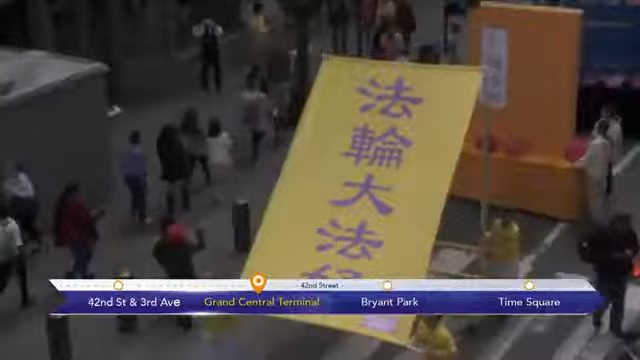 法
輪
大
法
42nd Street
42nd St & 3rd Ave
Grand Central Terminal
Bryant Park
Time Square